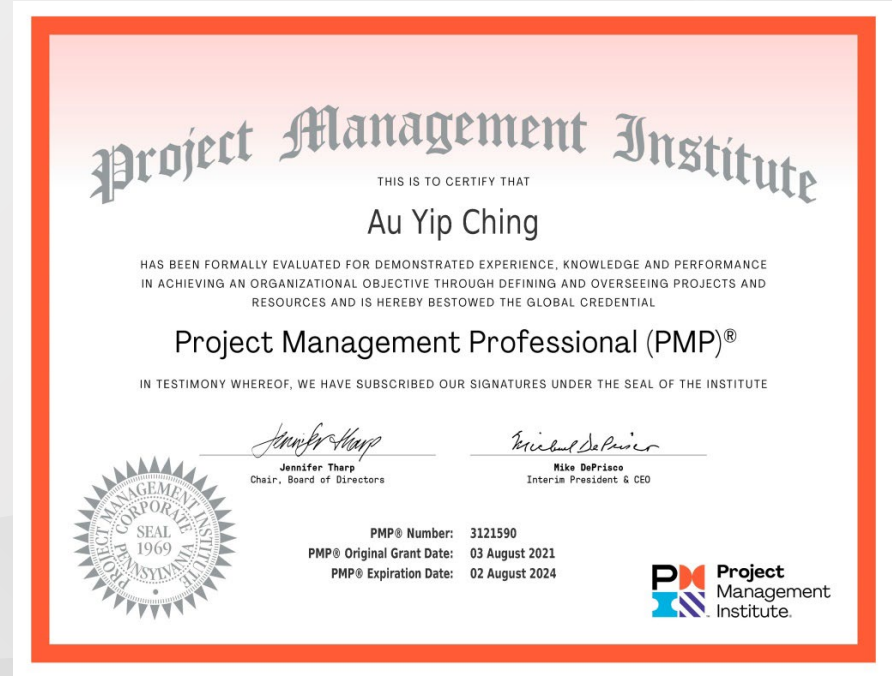 Project Management Institute
THIS IS TO CERTIFY THAT
Au Yip Ching
HAS BEEN FORMALLY EVALUATED FOR DEMONSTRATED EXPERIENCE, KNOWLEDGE AND PERFORMANCE
IN ACHIEVING AN ORGANIZATIONAL OBJECTIVE THROUGH DEFINING AND OVERSEEING PROJECTS AND
RESOURCES AND IS HEREBY BESTOWED THE GLOBAL CREDENTIAL
Project Management Professional (PMP)®
IN TESTIMONY WHEREOF, WE HAVE SUBSCRIBED OUR SIGNATURES UNDER THE SEAL OF THE INSTITUTE
Jennifer Tharp
Michael DePrisco
Jennifer Tharp
Chair, Board of Directors
Mike DePrisco
Interim President & CEO
PROJECT MANAGEMENT INSTITUTE
CORPORATE
SEAL
1969
PENNSYLVANIA
PMP® Number: 3121590
PMP® Original Grant Date: 03 August 2021
PMP® Expiration Date: 02 August 2024
PM
Project
Management
Institute.